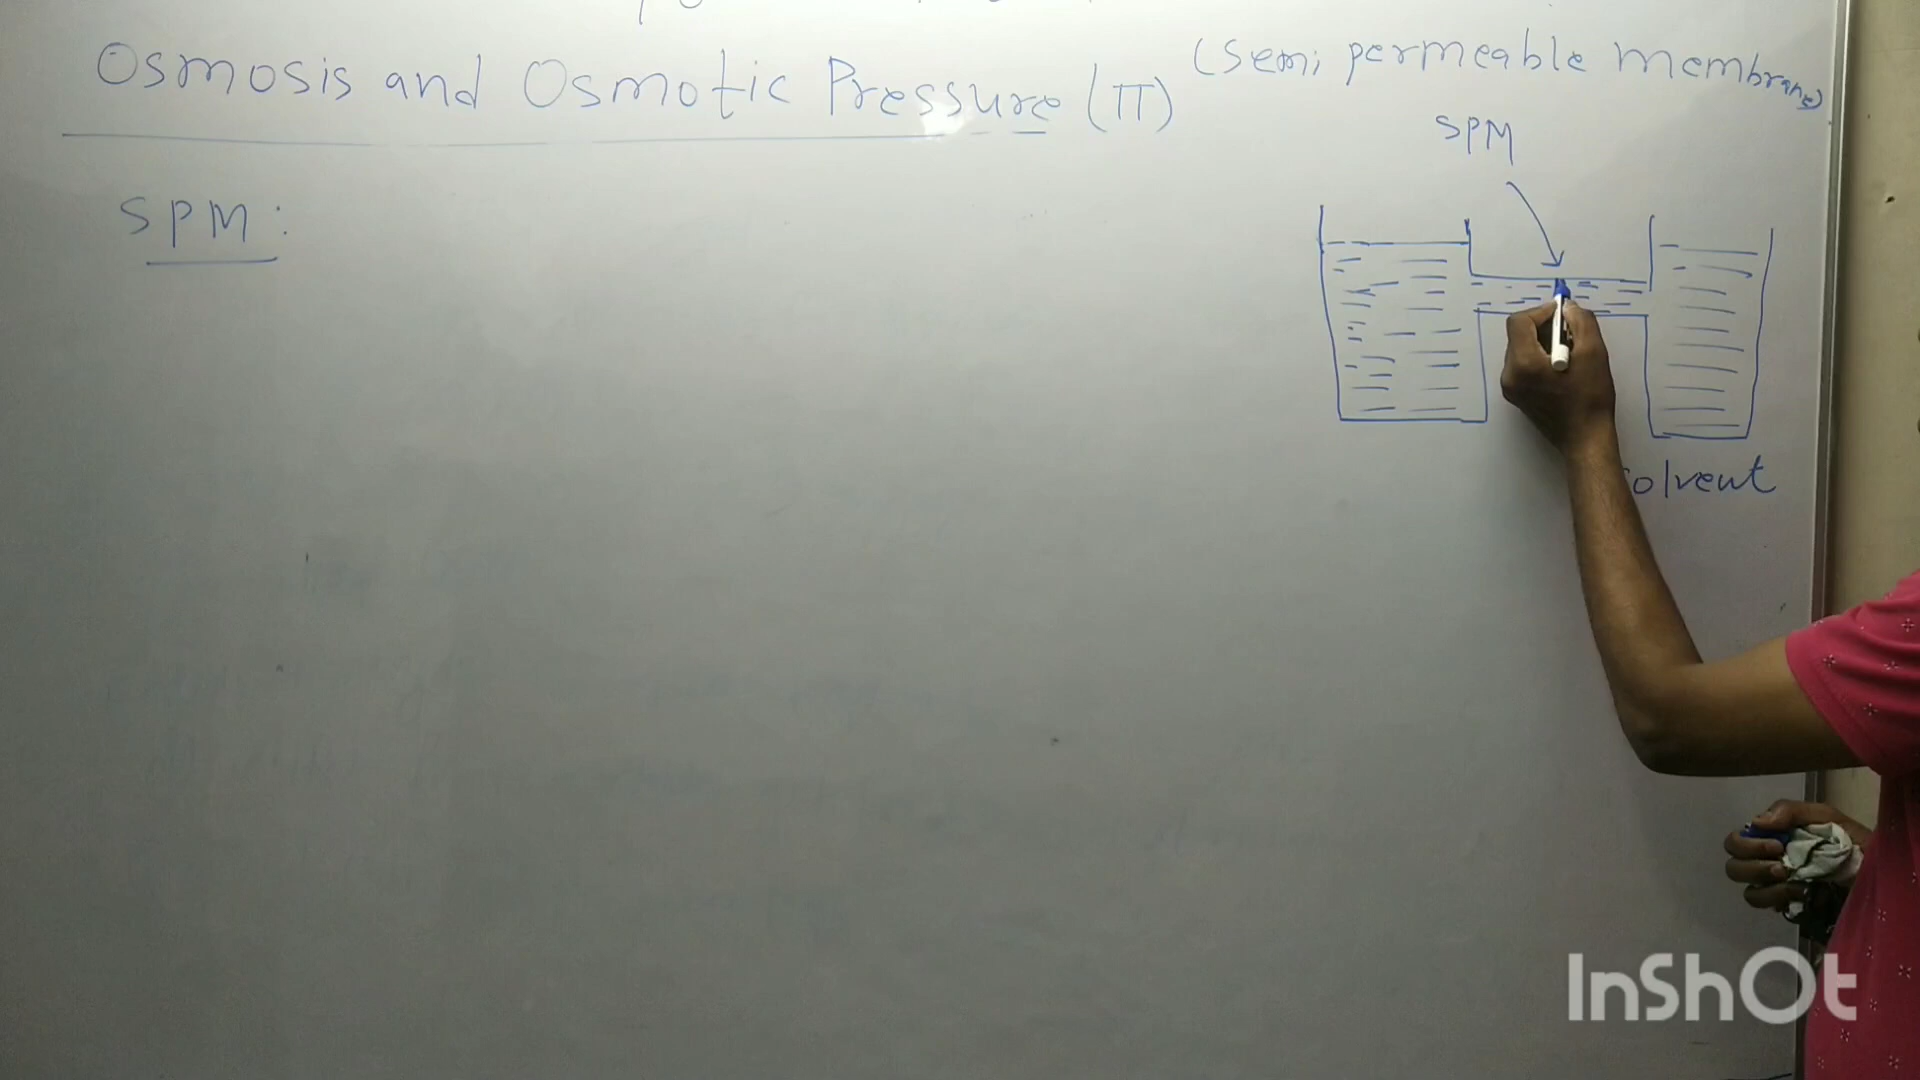 Osmosis and Osmotic Pressure (π)
(Semi permeable membrane)
SPM
SPM :
solvent
InShOt